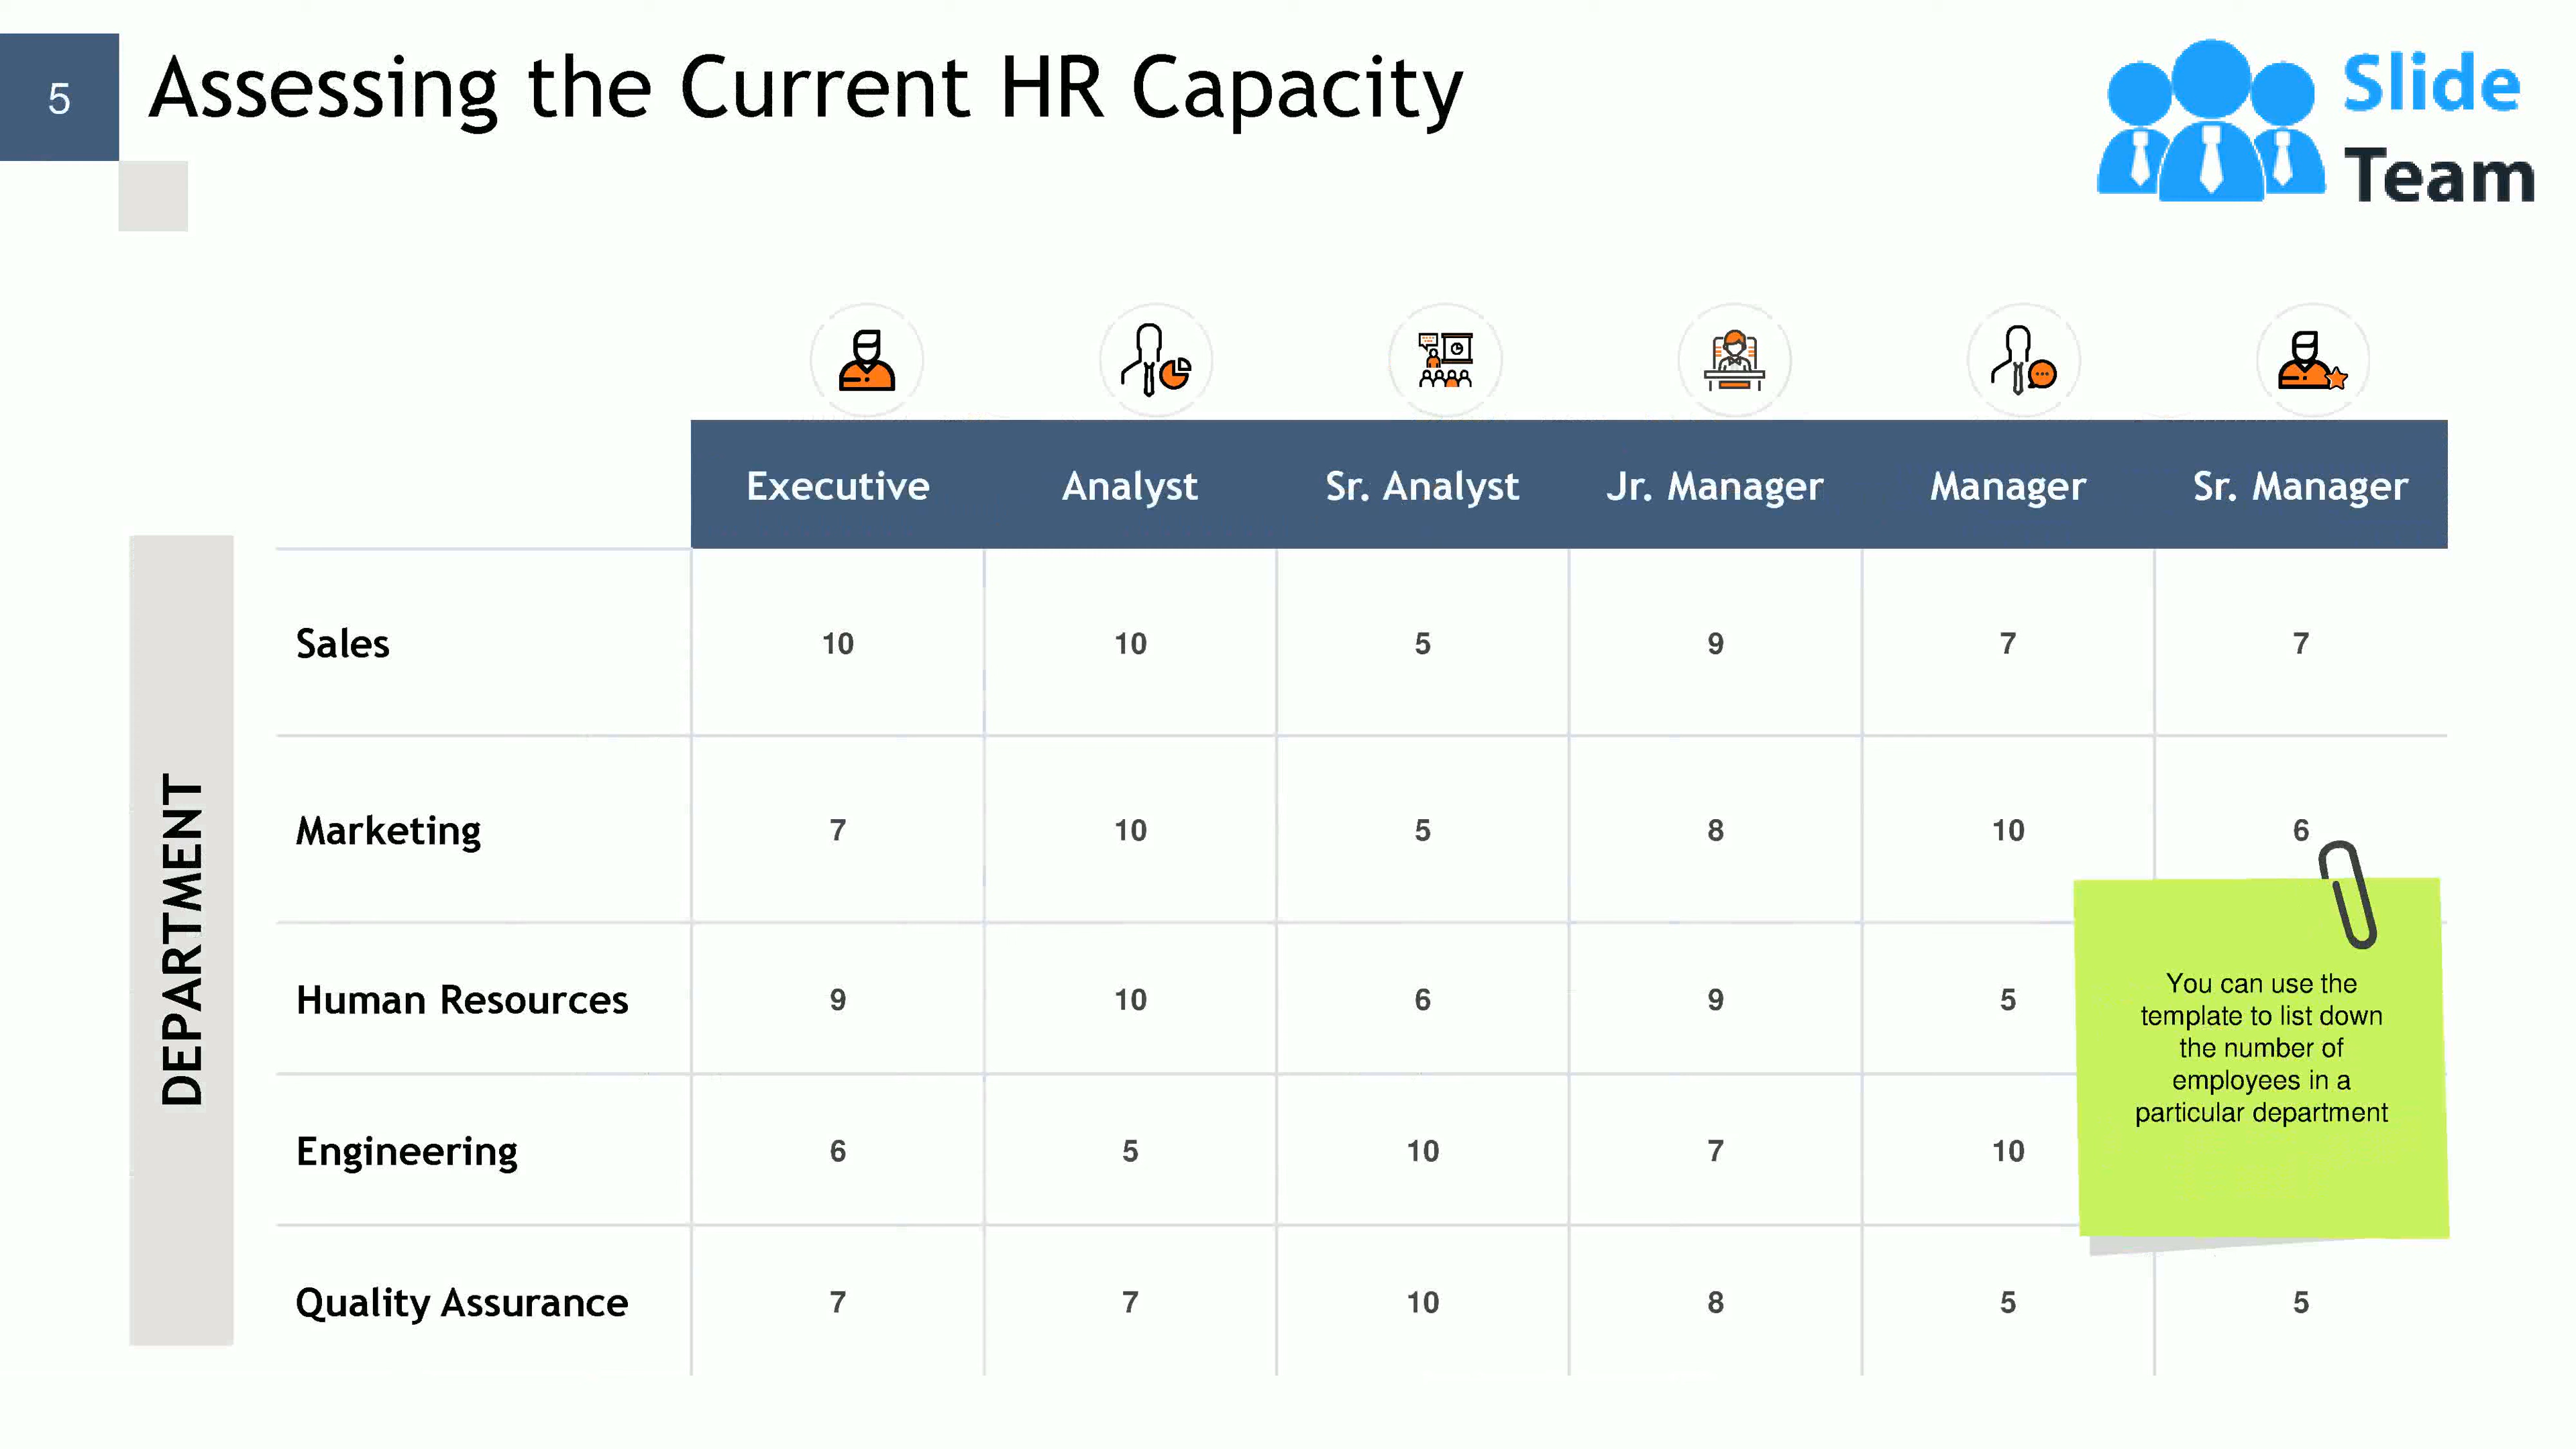 5
Assessing the Current HR Capacity
Slide
Team
Executive Analyst Sr. Analyst Jr. Manager Manager Sr. Manager
DEPARTMENT
Sales 10 10 5 9 7 7
Marketing 7 10 5 8 10 6
Human Resources 9 10 6 9 5
Engineering 6 5 10 7 10
Quality Assurance 7 7 10 8 5 5
You can use the
template to list down
the number of
employees in a
particular department